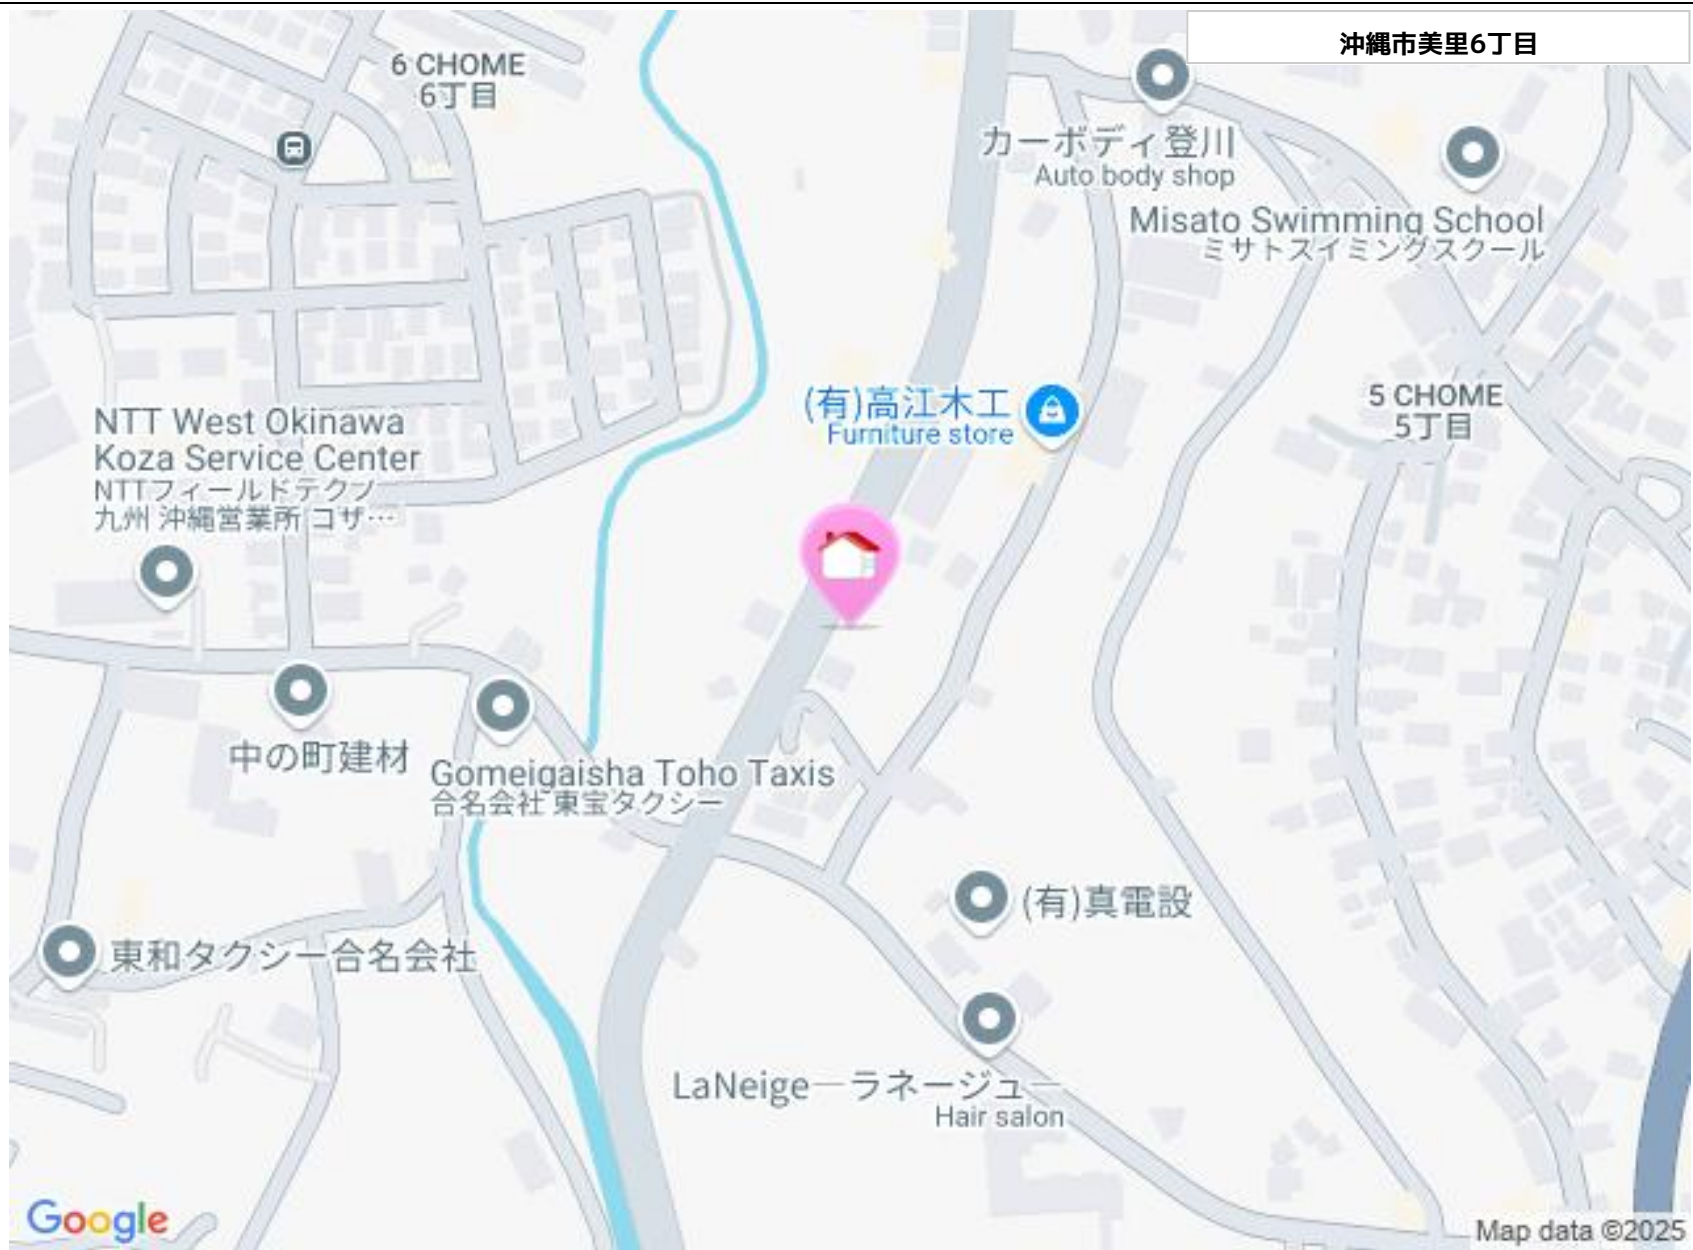 沖縄市美里6丁目
6 CHOME
6丁目
カーボディ登川
Auto body shop
Misato Swimming School
ミサトスイミングスクール
(有)高江木工
Furniture store
5 CHOME
5丁目
NTT West Okinawa
Koza Service Center
NTTフィールドテクノ
九州 沖縄営業所 コザ…
中の町建材
Gomeigaisha Toho Taxis
合名会社 東宝タクシー
(有)真電設
東和タクシー合名会社
LaNeige―ラネージュ―
Hair salon
Google
Map data ©2025